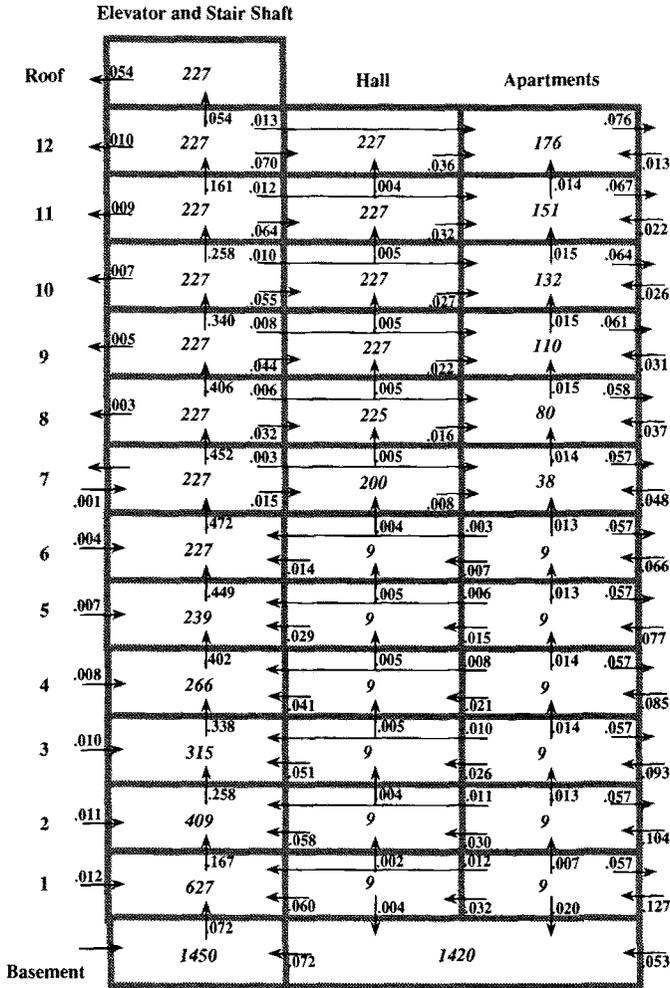 Elevator and Stair Shaft
Roof .054 227 Hall Apartments
.054 .013 .076
12 .010 227 227 176
.070 .036 .013
.161 .012 .004 .014 .067
11 .009 227 227 151
.064 .032 .022
.258 .010 .005 .015 .064
10 .007 227 227 132
.055 .027 .026
.340 .008 .005 .015 .061
9 .005 227 227 110
.044 .022 .031
.406 .006 .005 .015 .058
8 .003 227 225 80
.032 .016 .037
.452 .003 .005 .014 .057
7 227 200 38
.001 .015 .008 .048
.472 .004 .003 .013 .057
6 .004 227 9 9
.014 .007 .066
.449 .005 .006 .013 .057
5 .007 239 9 9
.029 .015 .077
.402 .005 .008 .014 .057
4 .008 266 9 9
.041 .021 .085
.338 .005 .010 .014 .057
3 .010 315 9 9
.051 .026 .093
.258 .004 .011 .013 .057
2 .011 409 9 9
.058 .030 .104
.167 .002 .012 .007 .057
1 .012 627 9 9
.060 .004 .032 .020 .127
.072
Basement 1450 .072 1420 .053